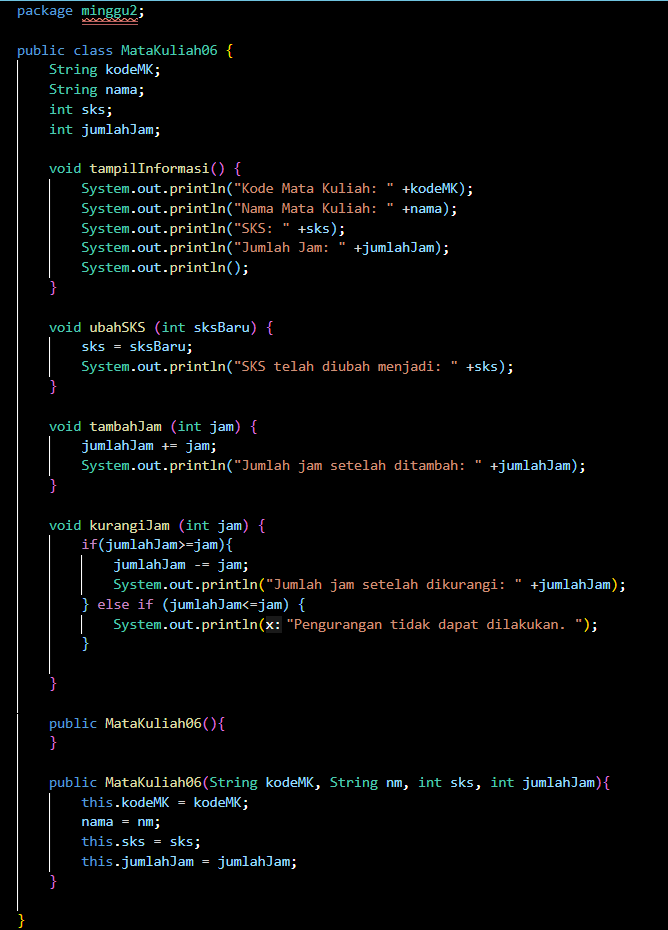 package minggu2;
public class MataKuliah06 {
String kodeMK;
String nama;
int sks;
int jumlahJam;
void tampilInformasi() {
System.out.println("Kode Mata Kuliah: " +kodeMK);
System.out.println("Nama Mata Kuliah: " +nama);
System.out.println("SKS: " +sks);
System.out.println("Jumlah Jam: " +jumlahJam);
System.out.println();
}
void ubahSKS (int sksBaru) {
sks = sksBaru;
System.out.println("SKS telah diubah menjadi: " +sks);
}
void tambahJam (int jam) {
jumlahJam += jam;
System.out.println("Jumlah jam setelah ditambah: " +jumlahJam);
}
void kurangiJam (int jam) {
if(jumlahJam>=jam){
jumlahJam -= jam;
System.out.println("Jumlah jam setelah dikurangi: " +jumlahJam);
} else if (jumlahJam<=jam) {
System.out.println(x: "Pengurangan tidak dapat dilakukan. ");
}
}
public MataKuliah06(){
}
public MataKuliah06(String kodeMK, String nm, int sks, int jumlahJam){
this.kodeMK = kodeMK;
nama = nm;
this.sks = sks;
this.jumlahJam = jumlahJam;
}
}